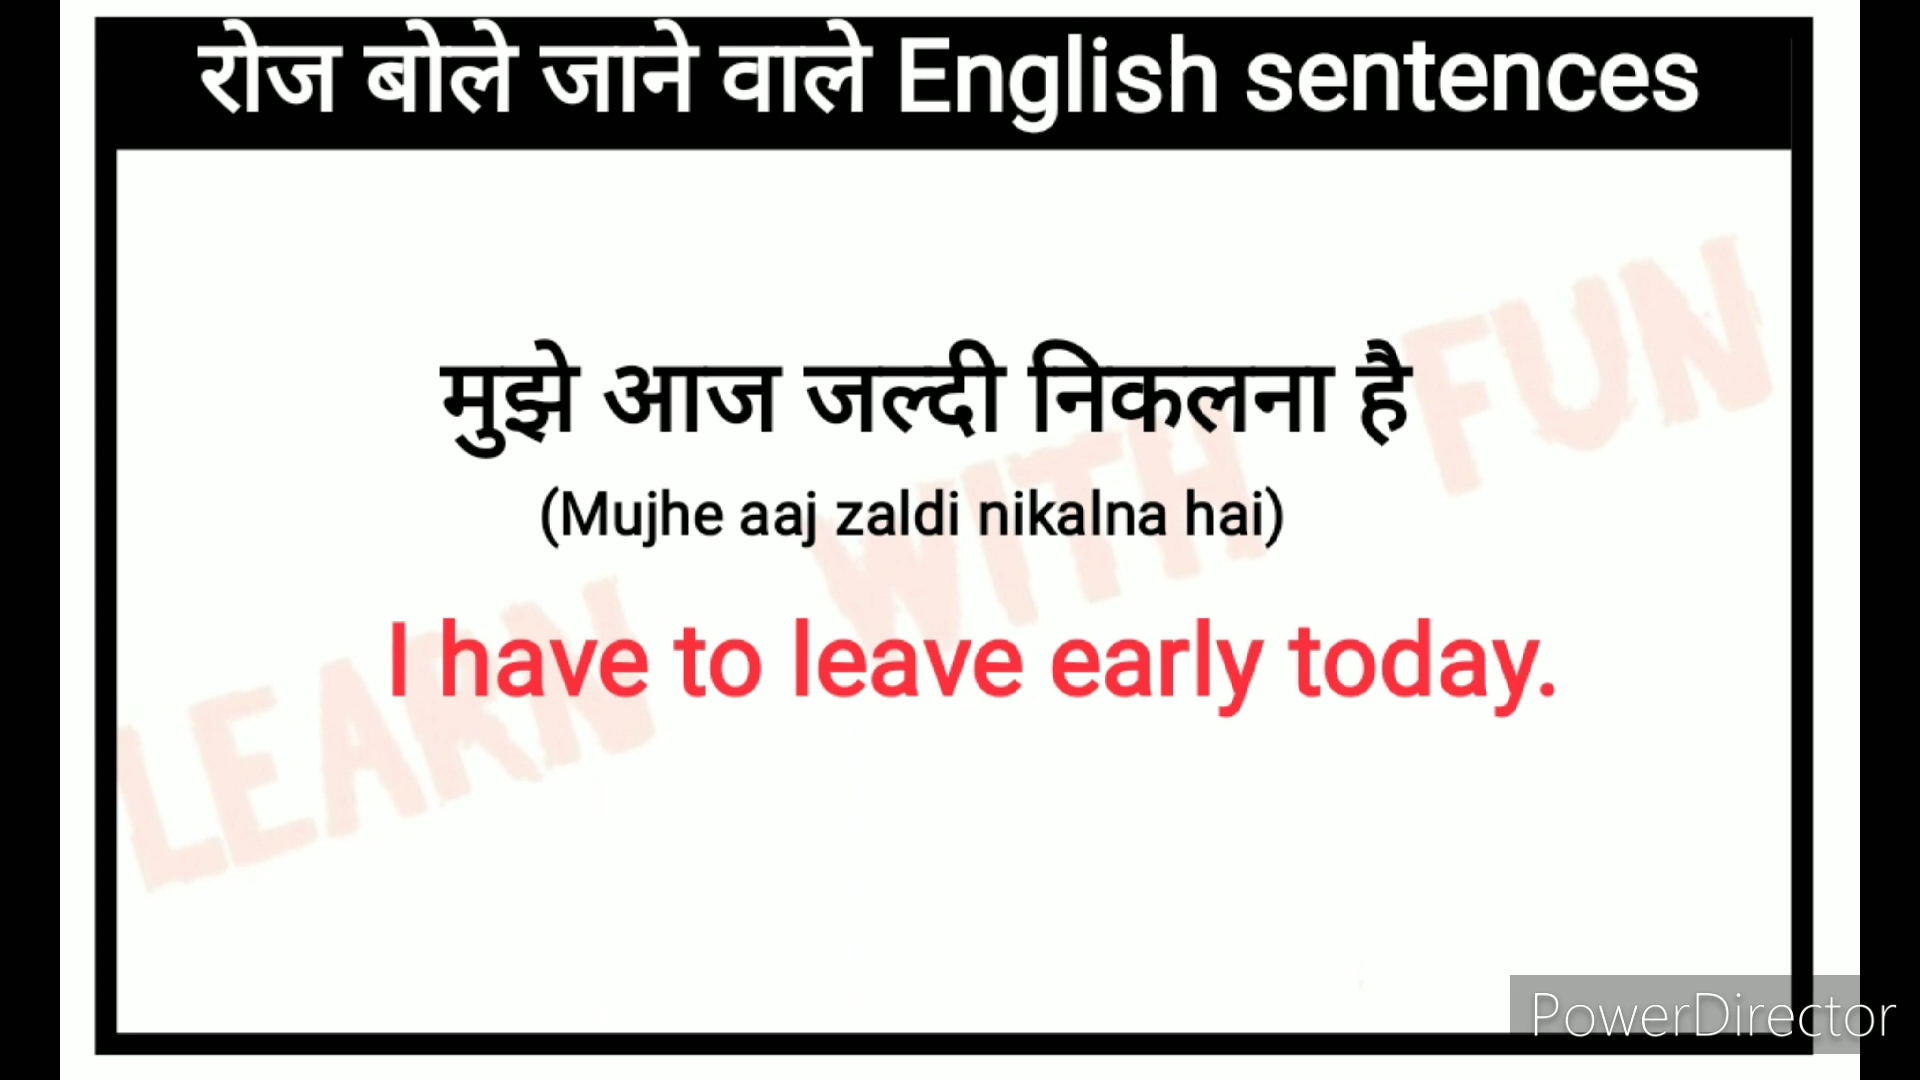 रोज बोले जाने वाले English sentences
मुझे आज जल्दी निकलना है
(Mujhe aaj zaldi nikalna hai)
I have to leave early today.
LEARN WITH FUN
PowerDirector